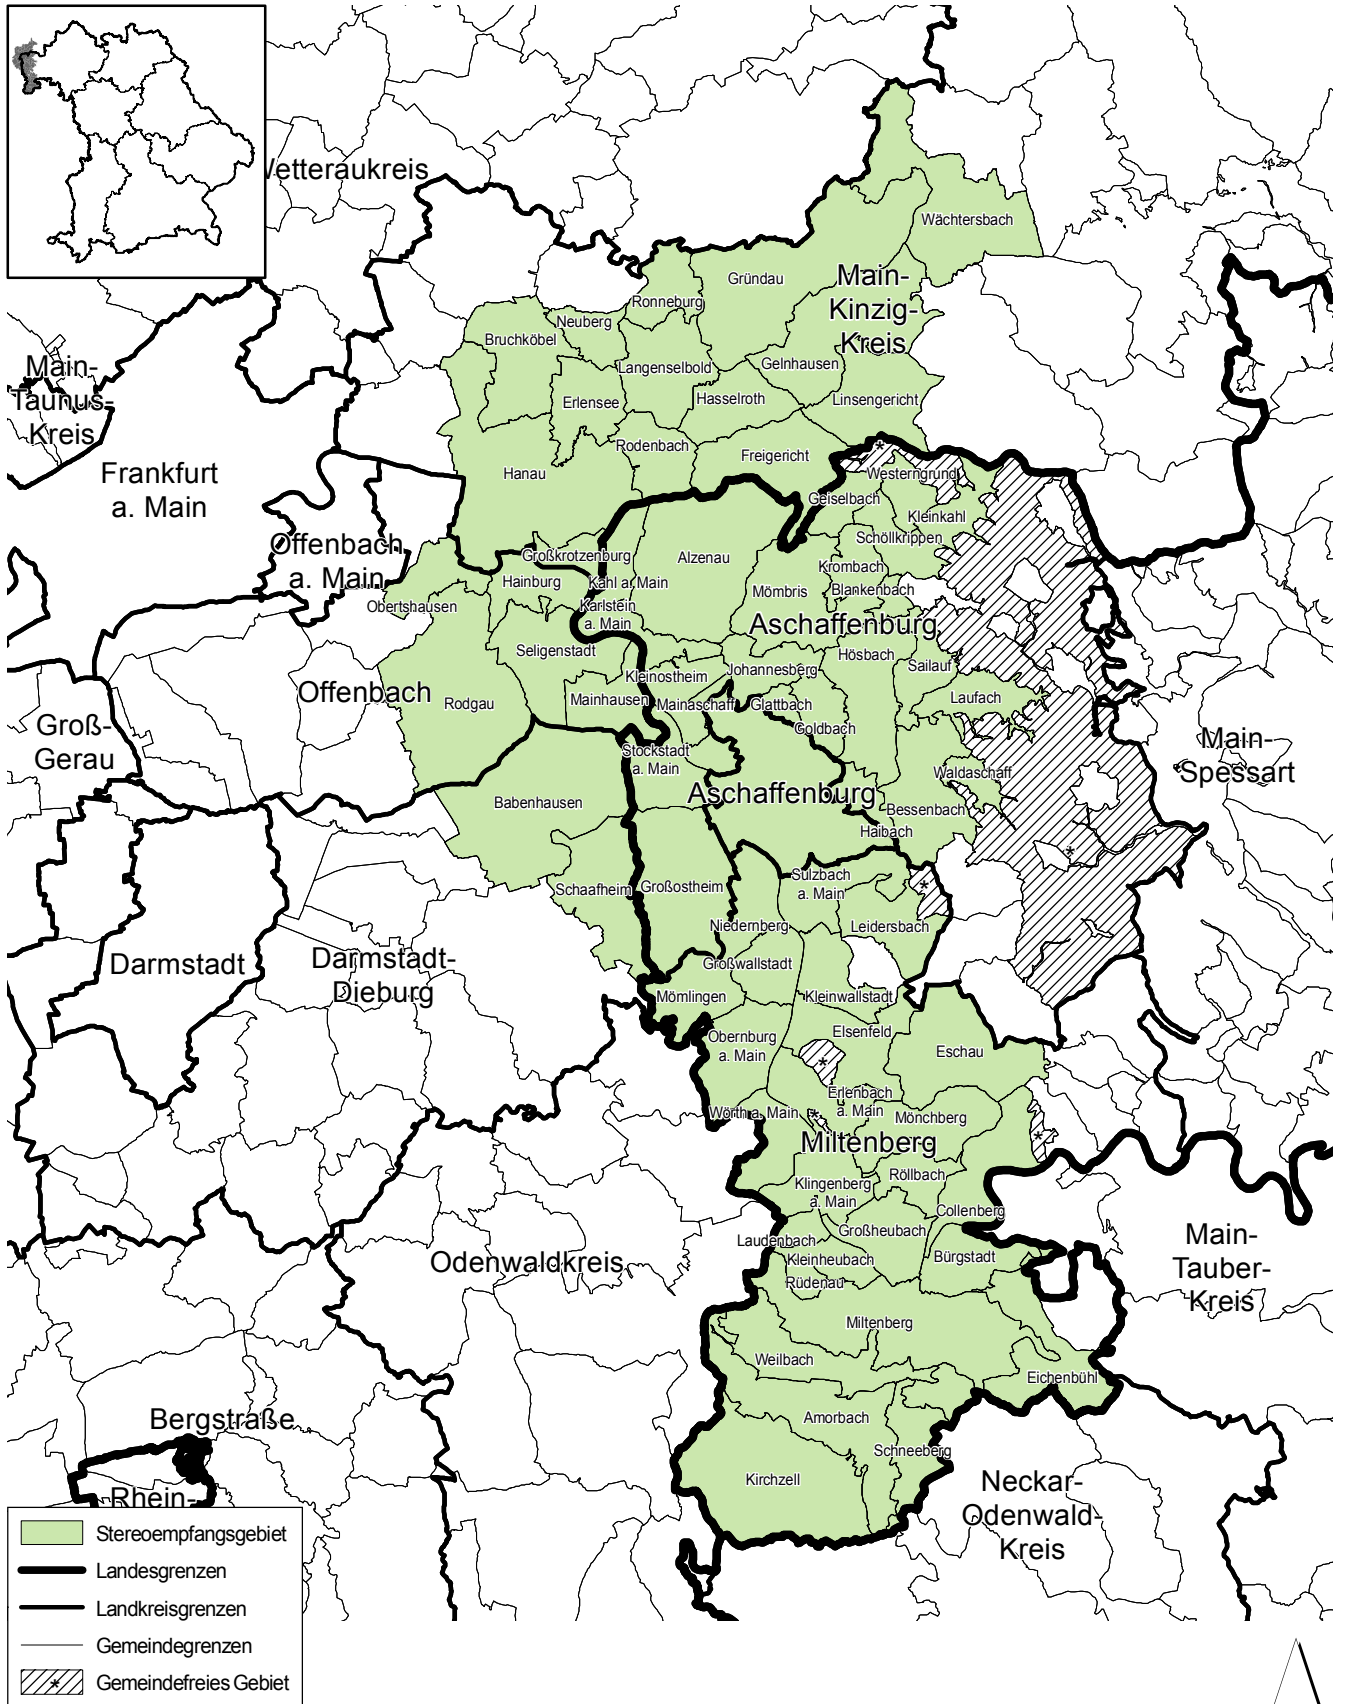 Wetteraukreis
Wächtersbach
Gründau
Main-
Kinzig-
Kreis
Ronneburg
Neuberg
Bruchköbel
Main-
Taunus-
Kreis
Langenselbold
Gelnhausen
Erlensee
Hasselroth
Linsengericht
Rodenbach
Freigericht
Hanau
Frankfurt
a. Main
Westerngrund
Geiselbach
Kleinkahl
Schöllkrippen
Offenbach
a. Main
Großkrotzenburg
Alzenau
Krombach
Hainburg
Kahl a. Main
Mömbris
Blankenbach
Obertshausen
Karlstein
a. Main
Aschaffenburg
Seligenstadt
Hösbach
Sailauf
Johannesberg
Kleinostheim
Offenbach
Rodgau
Mainhausen
Mainaschaff
Glattbach
Laufach
Goldbach
Groß-
Gerau
Stockstadt
a. Main
Waldaschaff
Main-
Spessart
Aschaffenburg
Babenhausen
Bessenbach
Haibach
Schaafheim
Großostheim
Sulzbach
a. Main
Niedernberg
Leidersbach
Darmstadt
Darmstadt-
Dieburg
Großwallstadt
Mömlingen
Kleinwallstadt
Obernburg
a. Main
Elsenfeld
Eschau
Erlenbach
a. Main
Wörth a. Main
Mönchberg
Miltenberg
Röllbach
Klingenberg
a. Main
Collenberg
Großheubach
Laudenbach
Kleinheubach
Bürgstadt
Rüdenau
Odenwaldkreis
Main-
Tauber-
Kreis
Miltenberg
Weilbach
Eichenbühl
Amorbach
Schneeberg
Kirchzell
Bergstraße
Rhein-
Neckar-
Odenwald-
Kreis
Stereoempfangsgebiet
Landesgrenzen
Landkreisgrenzen
Gemeindegrenzen
Gemeindefreies Gebiet